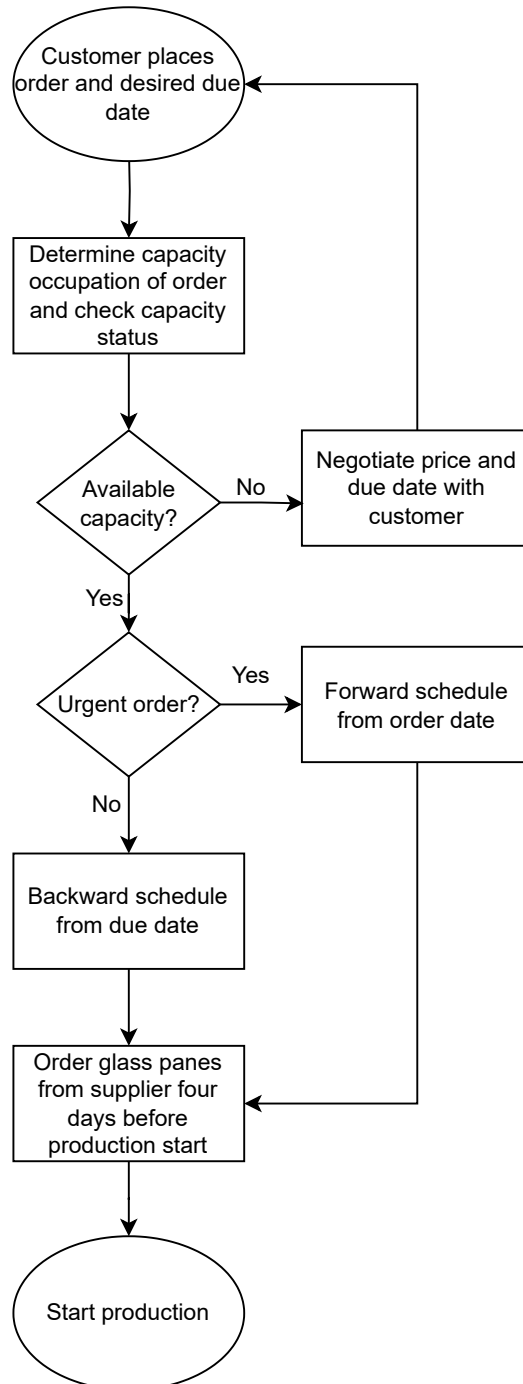 Customer places
order and desired due
date
Determine capacity
occupation of order
and check capacity
status
Available
capacity?
No
Negotiate price and
due date with
customer
Yes
Urgent order?
Yes
Forward schedule
from order date
No
Backward schedule
from due date
Order glass panes
from supplier four
days before
production start
Start production